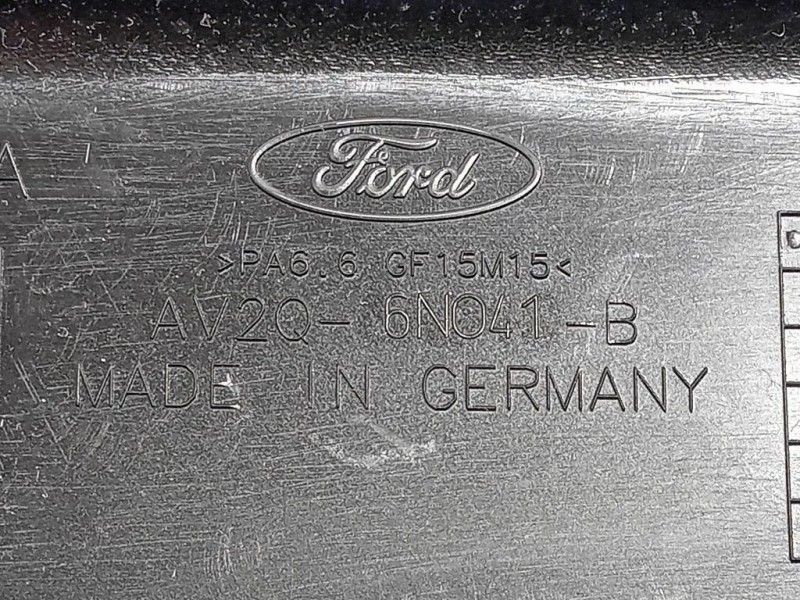 Ford
>PA6.6 GF15M15<
AV2Q- 6N041-B
MADE IN GERMANY